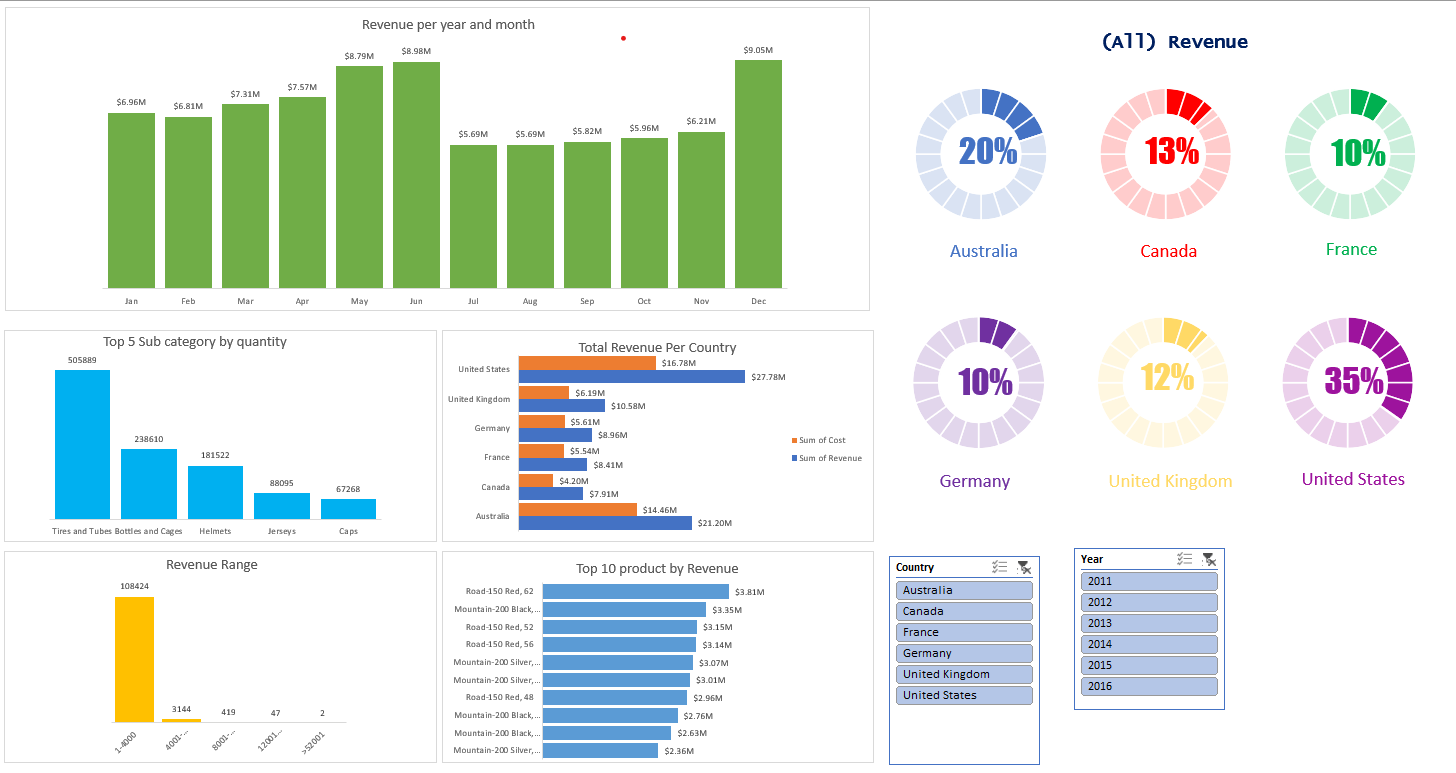 Revenue per year and month
$6.96M
$6.81M
$7.31M
$7.57M
$8.79M
$8.98M
$5.69M
$5.69M
$5.82M
$5.96M
$6.21M
$9.05M
Jan Feb Mar Apr May Jun Jul Aug Sep Oct Nov Dec
(All) Revenue
20%
Australia
13%
Canada
10%
France
10%
Germany
12%
United Kingdom
35%
United States
Top 5 Sub category by quantity
505889
238610
181522
88095
67268
Tires and Tubes Bottles and Cages Helmets Jerseys Caps
Total Revenue Per Country
United States
$16.78M
$27.78M
United Kingdom
$6.19M
$10.58M
Germany
$5.61M
$8.96M
France
$5.54M
$8.41M
Canada
$4.20M
$7.91M
Australia
$14.46M
$21.20M
Sum of Cost
Sum of Revenue
Revenue Range
108424
3144
419
47
2
1-4000
4001-...
8001-...
12001...
>52001
Top 10 product by Revenue
Road-150 Red, 62 $3.81M
Mountain-200 Black,... $3.35M
Road-150 Red, 52 $3.15M
Road-150 Red, 56 $3.14M
Mountain-200 Silver,... $3.07M
Mountain-200 Silver,... $3.01M
Road-150 Red, 48 $2.96M
Mountain-200 Black,... $2.76M
Mountain-200 Black,... $2.63M
Mountain-200 Silver,... $2.36M
Country
Australia
Canada
France
Germany
United Kingdom
United States
Year
2011
2012
2013
2014
2015
2016